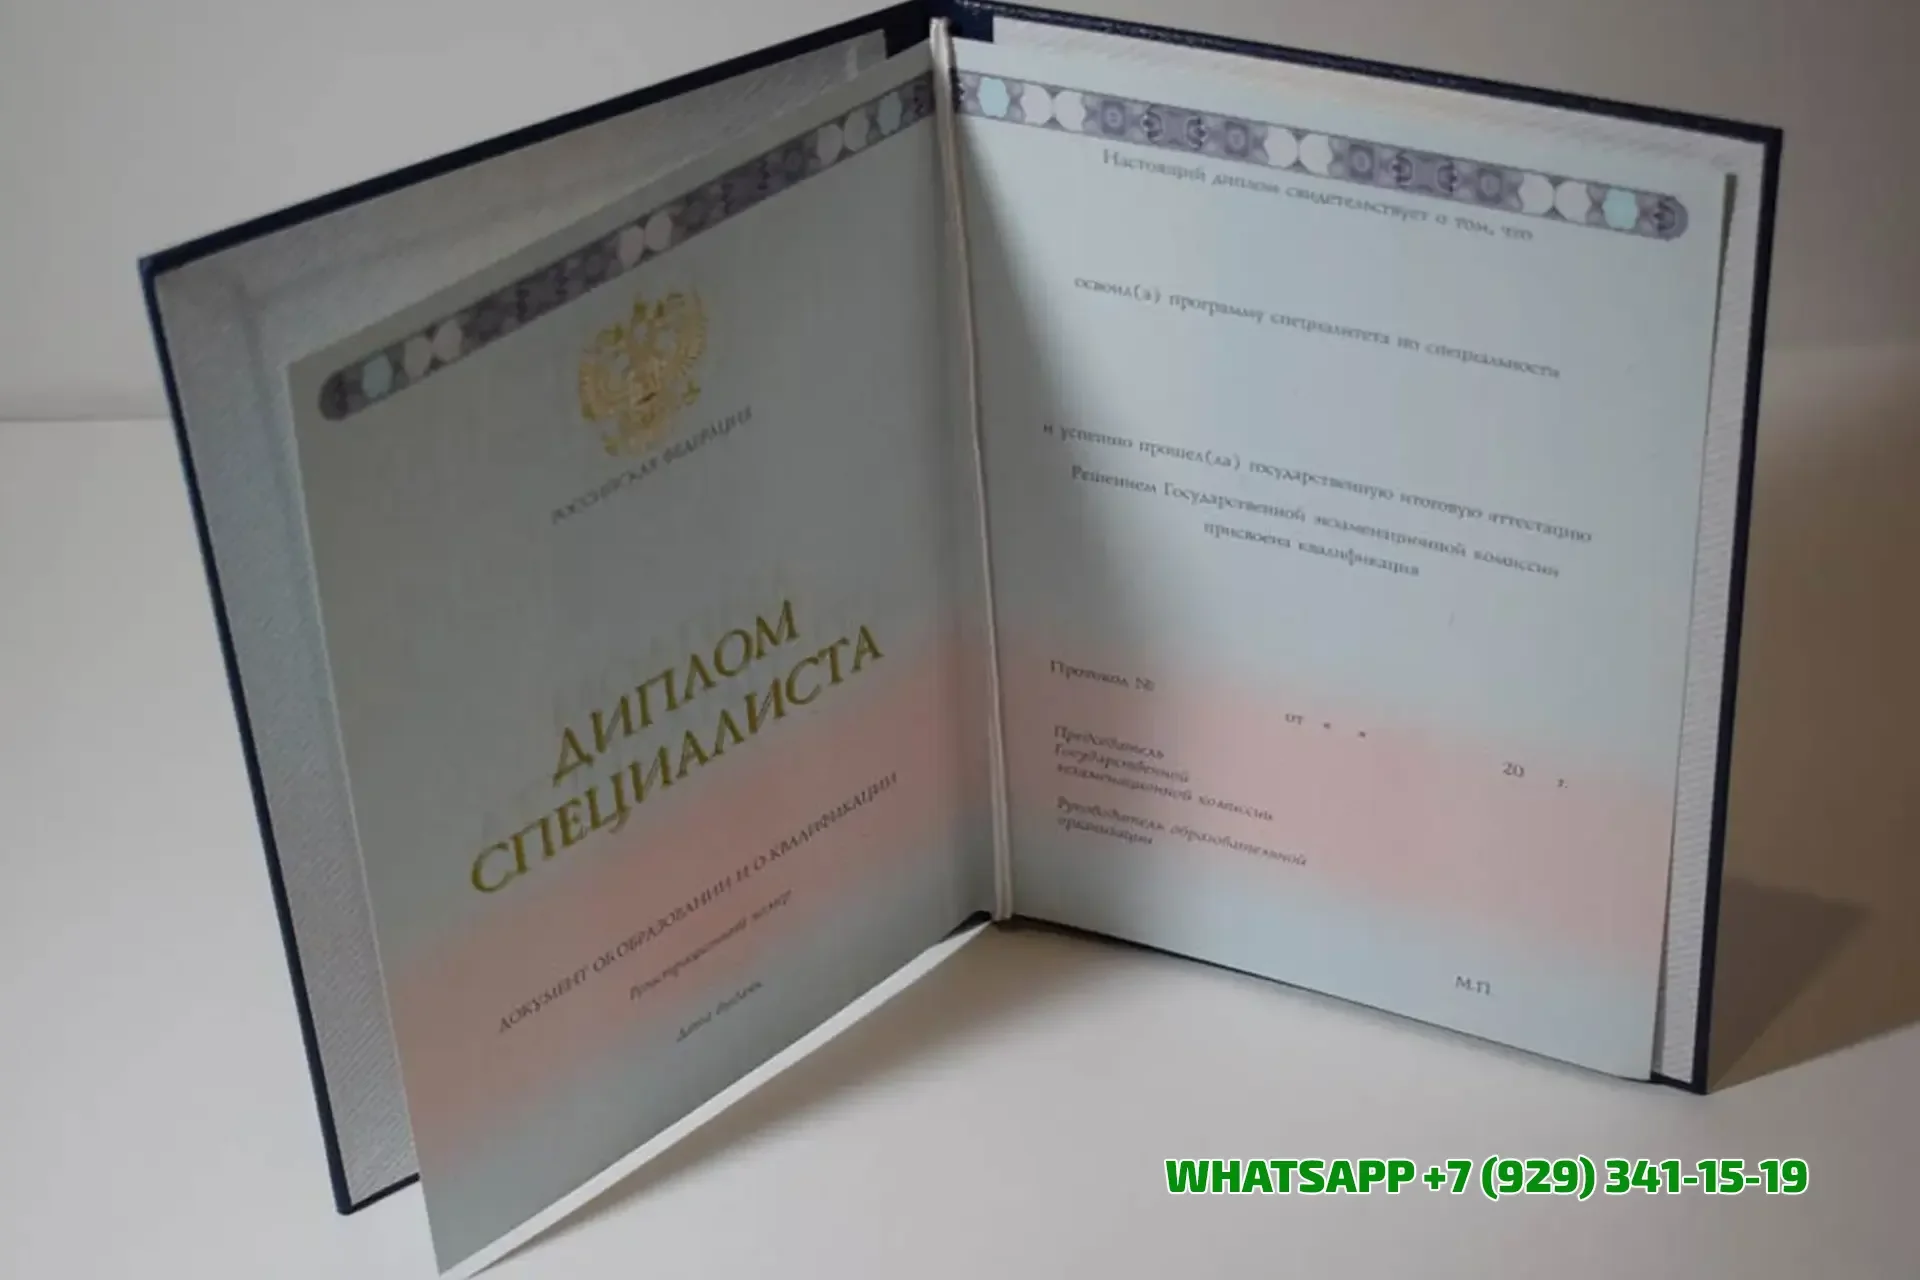 РОССИЙСКАЯ ФЕДЕРАЦИЯ
ДИПЛОМ
СПЕЦИАЛИСТА
ДОКУМЕНТ ОБ ОБРАЗОВАНИИ И О КВАЛИФИКАЦИИ
Регистрационный номер
Дата выдачи
Настоящий диплом свидетельствует о том, что
освоил(а) программу специалитета по специальности
и успешно прошел(ла) государственную итоговую аттестацию
Решением Государственной экзаменационной комиссии
присвоена квалификация
Протокол №
от « » 20 г.
Председатель
Государственной
экзаменационной комиссии
Руководитель образовательной
организации
М.П.
WHATSAPP +7 (929) 341-15-19